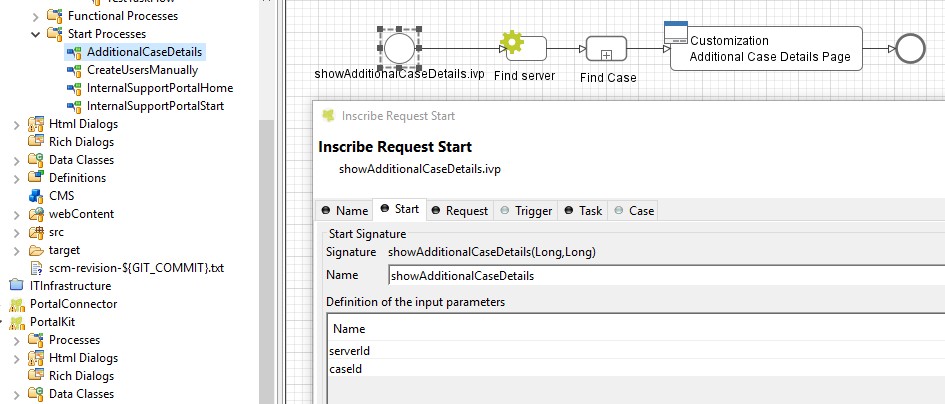 TestTaskFlow
Functional Processes
Start Processes
AdditionalCaseDetails
CreateUsersManually
InternalSupportPortalHome
InternalSupportPortalStart
Html Dialogs
Rich Dialogs
Data Classes
Definitions
CMS
webContent
src
target
scm-revision-${GIT_COMMIT}.txt
ITInfrastructure
PortalConnector
PortalKit
Processes
Html Dialogs
Rich Dialogs
Data Classes
showAdditionalCaseDetails.ivp
Find server
Find Case
Customization
Additional Case Details Page
Inscribe Request Start
Inscribe Request Start
showAdditionalCaseDetails.ivp
Name Start Request Trigger Task Case
Start Signature
Signature showAdditionalCaseDetails(Long,Long)
Name showAdditionalCaseDetails
Definition of the input parameters
Name
serverId
caseId